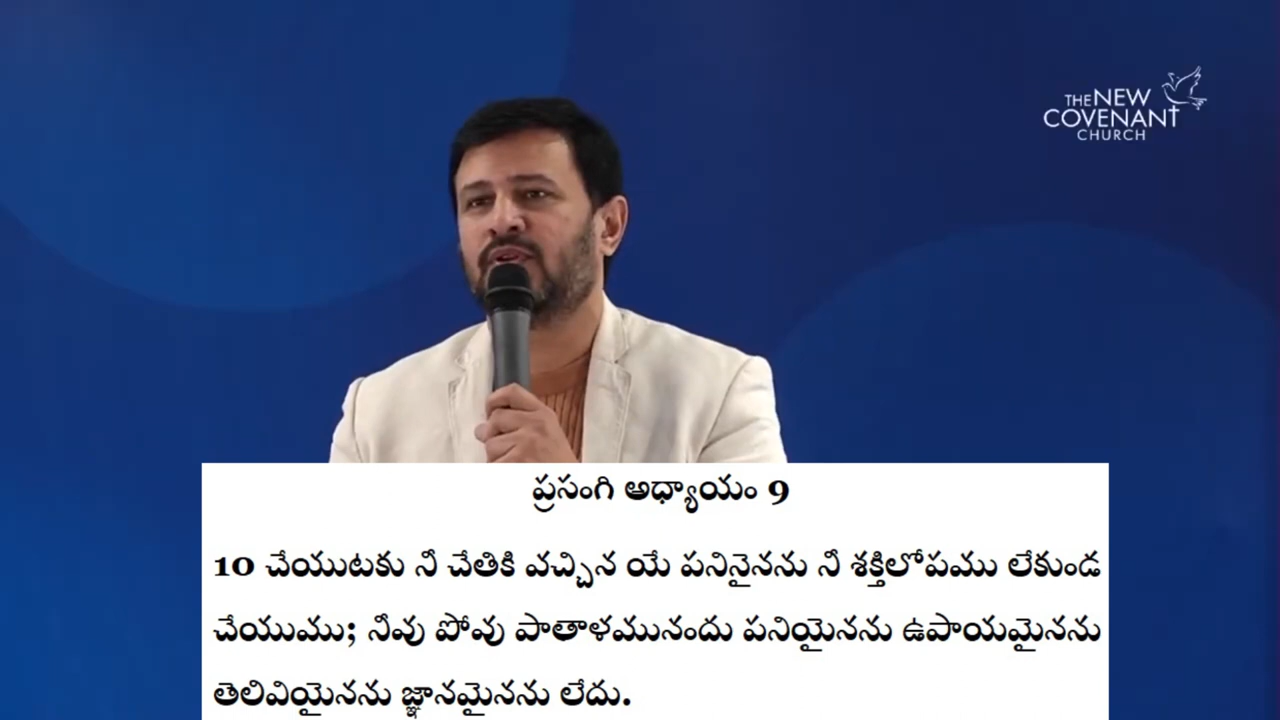 THE NEW
COVENANT
CHURCH
ప్రసంగి అధ్యాయం 9
10 చేయుటకు నీ చేతికి వచ్చిన యే పనినైనను నీ శక్తిలోపము లేకుండ
చేయుము; నీవు పోవు పాతాళమునందు పనియైనను ఉపాయమైనను
తెలివియైనను జ్ఞానమైనను లేదు.